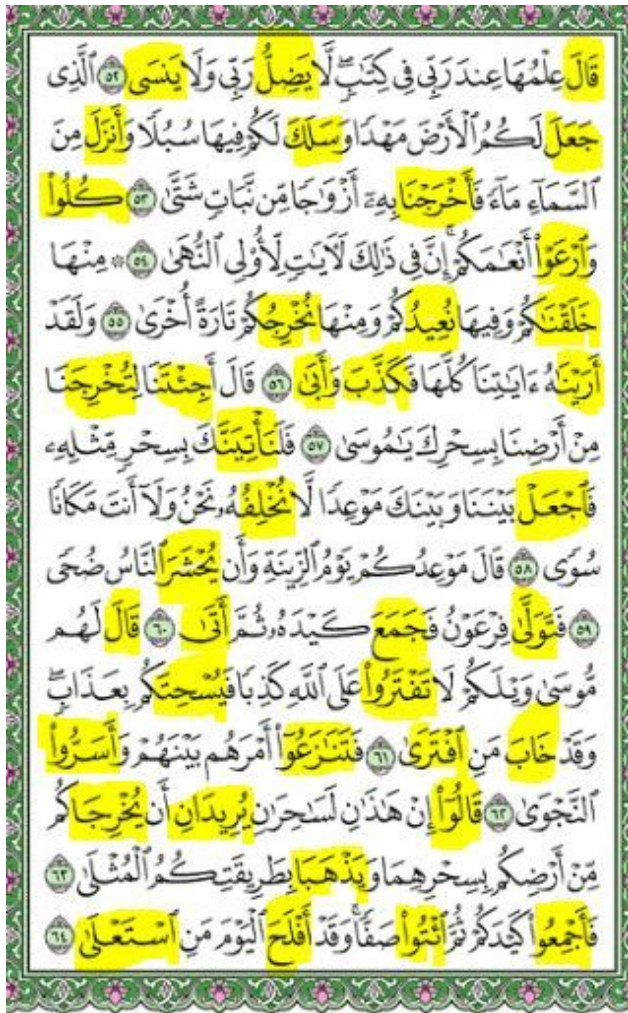 قَالَ عِلْمُهَا عِندَ رَبِّي فِي كِتَٰبٍۖ لَّا يَضِلُّ رَبِّي وَلَا يَنسَى ٥٢ ٱلَّذِي
جَعَلَ لَكُمُ ٱلْأَرْضَ مَهْدًا وَسَلَكَ لَكُمْ فِيهَا سُبُلًا وَأَنزَلَ مِنَ
ٱلسَّمَآءِ مَآءً فَأَخْرَجْنَا بِهِۦٓ أَزْوَٰجًا مِّن نَّبَاتٍ شَتَّىٰ ٥٣ كُلُوا۟
وَٱرْعَوْا۟ أَنْعَٰمَكُمْۗ إِنَّ فِي ذَٰلِكَ لَءَايَٰتٍ لِّأُو۟لِي ٱلنُّهَىٰ ٥٤ ۞ مِنْهَا
خَلَقْنَٰكُمْ وَفِيهَا نُعِيدُكُمْ وَمِنْهَا نُخْرِجُكُمْ تَارَةً أُخْرَىٰ ٥٥ وَلَقَدْ
أَرَيْنَٰهُ ءَايَٰتِنَا كُلَّهَا فَكَذَّبَ وَأَبَىٰ ٥٦ قَالَ أَجِئْتَنَا لِتُخْرِجَنَا
مِنْ أَرْضِنَا بِسِحْرِكَ يَٰمُوسَىٰ ٥٧ فَلَنَأْتِيَنَّكَ بِسِحْرٍ مِّثْلِهِۦ
فَٱجْعَلْ بَيْنَنَا وَبَيْنَكَ مَوْعِدًا لَّا نُخْلِفُهُۥ نَحْنُ وَلَآ أَنتَ مَكَانًا
سُوًى ٥٨ قَالَ مَوْعِدُكُمْ يَوْمُ ٱلزِّينَةِ وَأَن يُحْشَرَ ٱلنَّاسُ ضُحًى
٥٩ فَتَوَلَّىٰ فِرْعَوْنُ فَجَمَعَ كَيْدَهُۥ ثُمَّ أَتَىٰ ٦٠ قَالَ لَهُم
مُّوسَىٰ وَيْلَكُمْ لَا تَفْتَرُوا۟ عَلَى ٱللَّهِ كَذِبًا فَيُسْحِتَكُم بِعَذَابٍۖ
وَقَدْ خَابَ مَنِ ٱفْتَرَىٰ ٦١ فَتَنَٰزَعُوٓا۟ أَمْرَهُم بَيْنَهُمْ وَأَسَرُّوا۟
ٱلنَّجْوَىٰ ٦٢ قَالُوٓا۟ إِنْ هَٰذَٰنِ لَسَٰحِرَٰنِ يُرِيدَانِ أَن يُخْرِجَاكُم
مِّنْ أَرْضِكُم بِسِحْرِهِمَا وَيَذْهَبَا بِطَرِيقَتِكُمُ ٱلْمُثْلَىٰ ٦٣
فَأَجْمِعُوا۟ كَيْدَكُمْ ثُمَّ ٱئْتُوا۟ صَفًّاۚ وَقَدْ أَفْلَحَ ٱلْيَوْمَ مَنِ ٱسْتَعْلَىٰ ٦٤